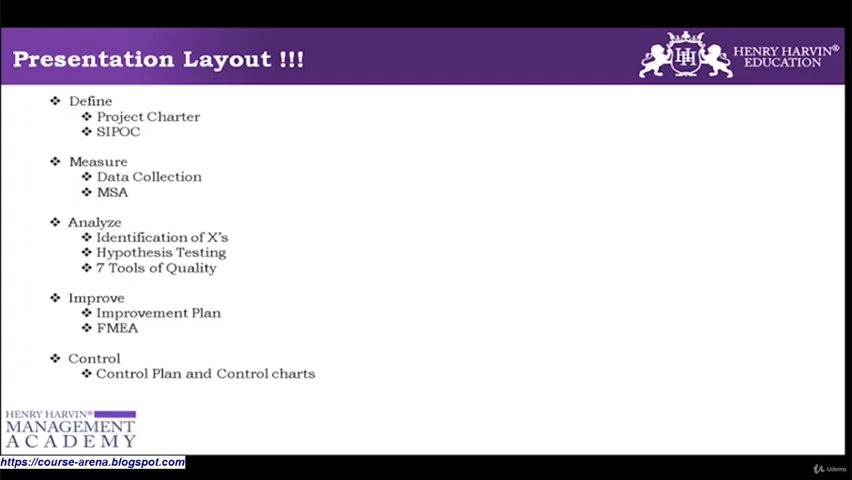 Presentation Layout !!!
HENRY HARVIN®
EDUCATION
❖ Define
❖ Project Charter
❖ SIPOC
❖ Measure
❖ Data Collection
❖ MSA
❖ Analyze
❖ Identification of X's
❖ Hypothesis Testing
❖ 7 Tools of Quality
❖ Improve
❖ Improvement Plan
❖ FMEA
❖ Control
❖ Control Plan and Control charts
HENRY HARVIN®
MANAGEMENT
ACADEMY
https://course-arena.blogspot.com
Udemy